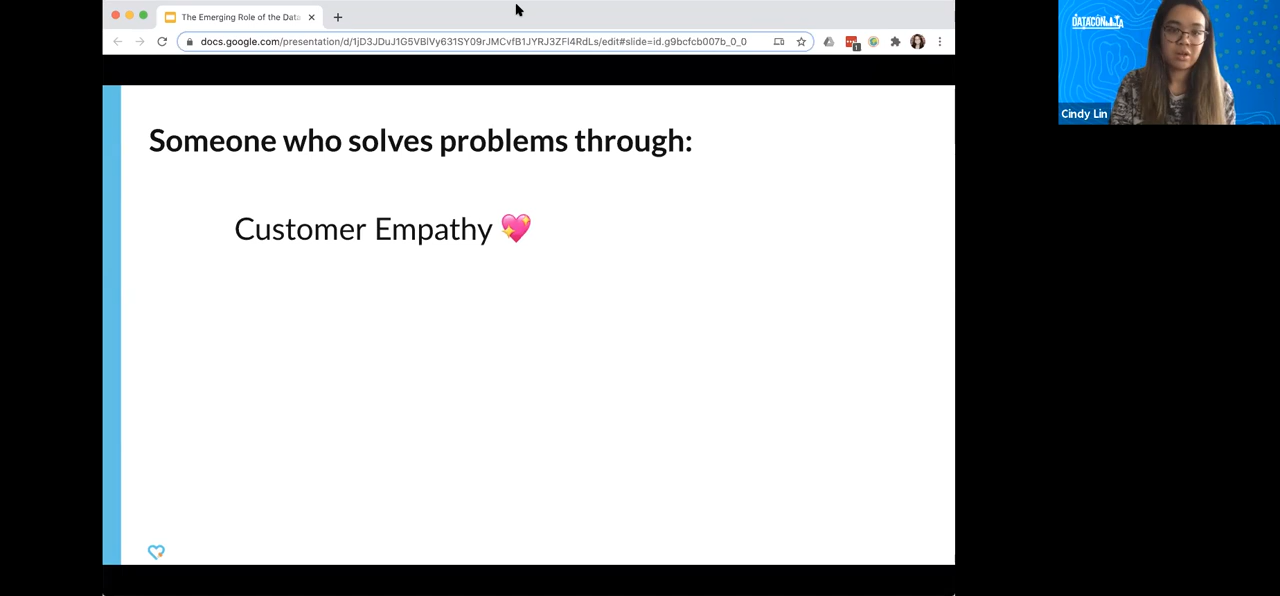 The Emerging Role of the Data
docs.google.com/presentation/d/1jD3JDuJ1G5VBlVy631SY09rJMCvfB1JYRJ3ZFl4RdLs/edit#slide=id.g9bcfcb007b_0_0
1
DATACON LA
Cindy Lin
Someone who solves problems through:
Customer Empathy 💖